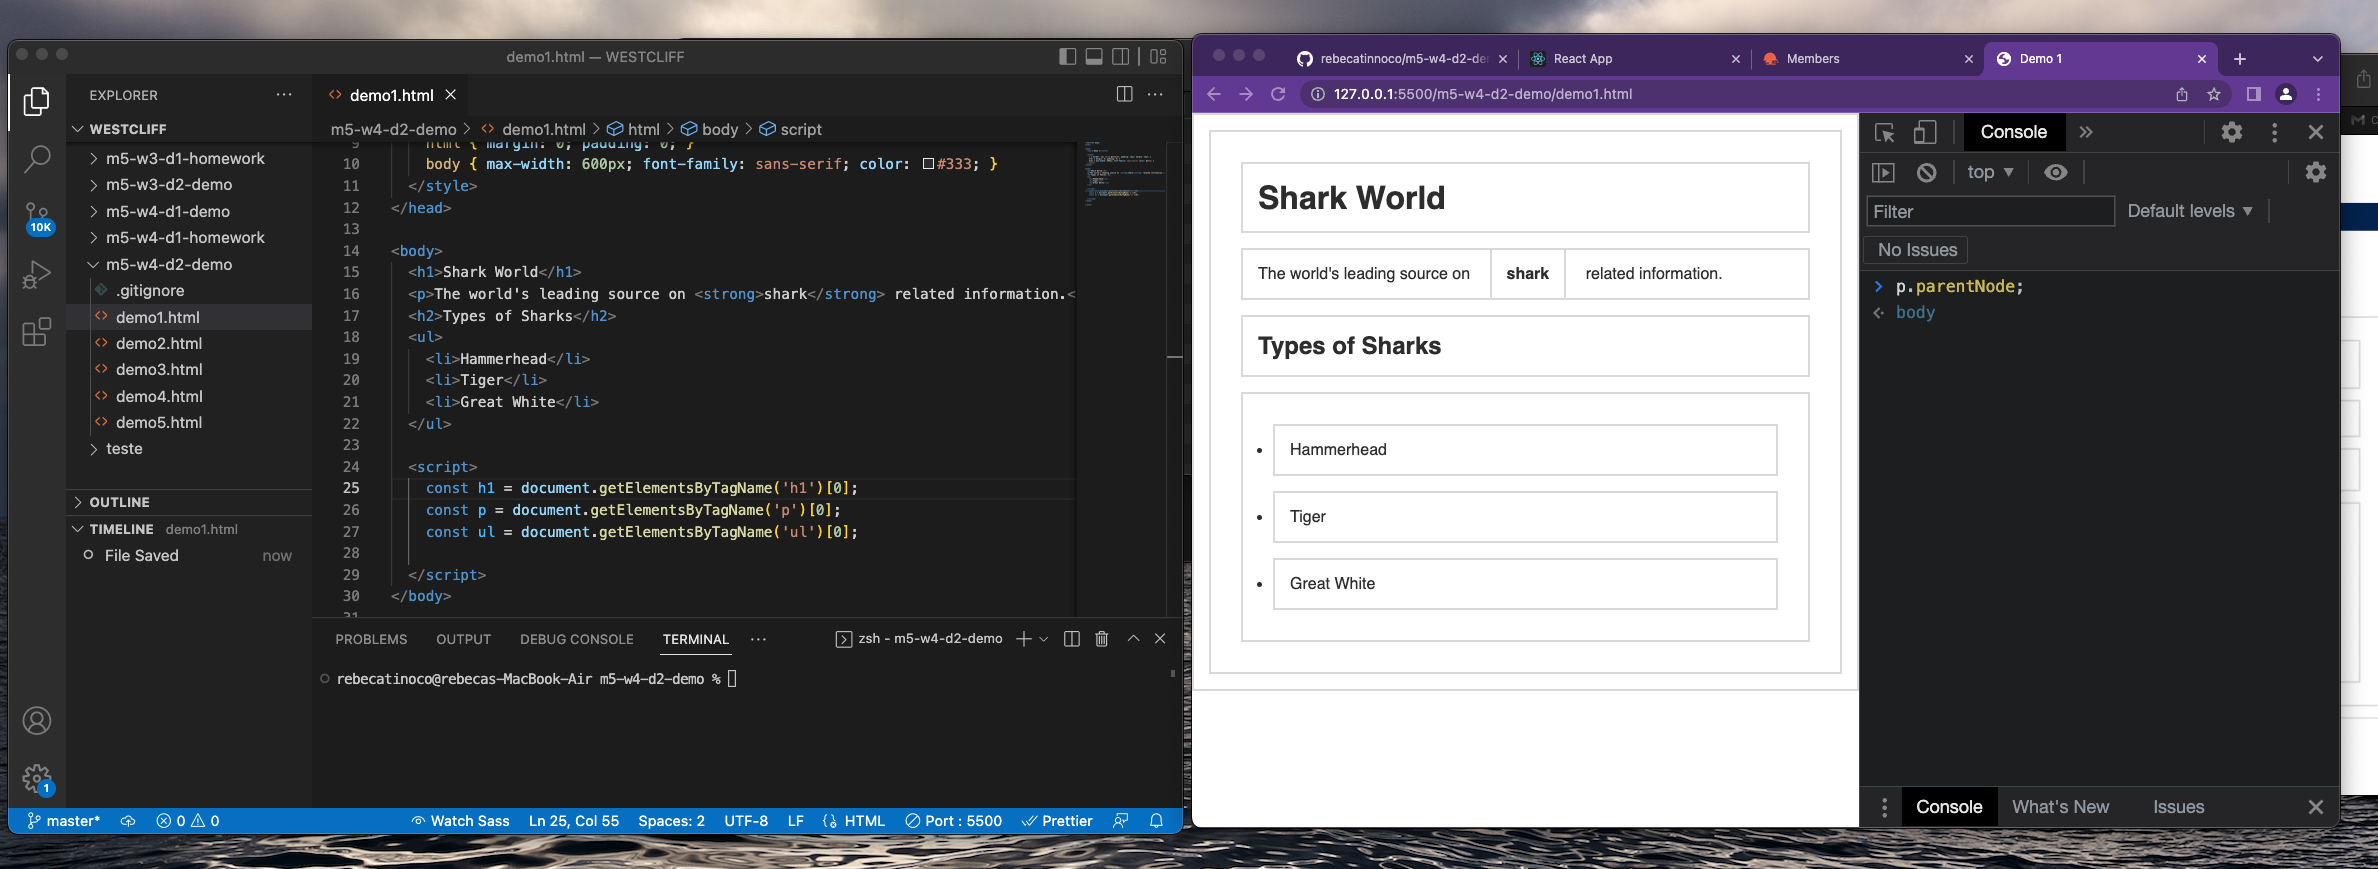 demo1.html — WESTCLIFF
EXPLORER
WESTCLIFF
m5-w3-d1-homework
m5-w3-d2-demo
m5-w4-d1-demo
m5-w4-d1-homework
m5-w4-d2-demo
.gitignore
demo1.html
demo2.html
demo3.html
demo4.html
demo5.html
teste
OUTLINE
TIMELINE demo1.html
File Saved now
10K
1
demo1.html
m5-w4-d2-demo > demo1.html > html > body > script
9 html { margin: 0; padding: 0; }
10 body { max-width: 600px; font-family: sans-serif; color: #333; }
11 </style>
12 </head>
13
14 <body>
15 <h1>Shark World</h1>
16 <p>The world's leading source on <strong>shark</strong> related information.<
17 <h2>Types of Sharks</h2>
18 <ul>
19 <li>Hammerhead</li>
20 <li>Tiger</li>
21 <li>Great White</li>
22 </ul>
23
24 <script>
25 const h1 = document.getElementsByTagName('h1')[0];
26 const p = document.getElementsByTagName('p')[0];
27 const ul = document.getElementsByTagName('ul')[0];
28
29 </script>
30 </body>
31
PROBLEMS OUTPUT DEBUG CONSOLE TERMINAL
zsh - m5-w4-d2-demo
rebecatinoco@rebecas-MacBook-Air m5-w4-d2-demo %
master* 0 0 Watch Sass Ln 25, Col 55 Spaces: 2 UTF-8 LF HTML Port : 5500 Prettier
rebecatinnoco/m5-w4-d2-de
React App
Members
Demo 1
127.0.0.1:5500/m5-w4-d2-demo/demo1.html
Shark World
The world's leading source on shark related information.
Types of Sharks
• Hammerhead
• Tiger
• Great White
Console
top
Filter
Default levels
No Issues
p.parentNode;
body
Console What's New Issues